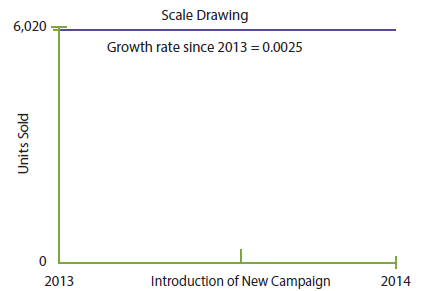 Scale Drawing
6,020
Growth rate since 2013 = 0.0025
Units Sold
0
2013 Introduction of New Campaign 2014